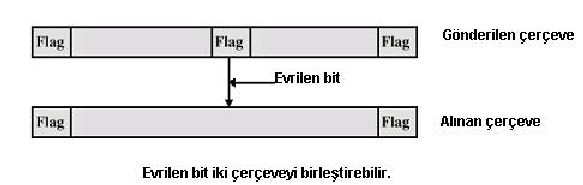 Flag Flag Flag Gönderilen çerçeve
Evrilen bit
Flag Flag Alınan çerçeve
Evrilen bit iki çerçeveyi birleştirebilir.